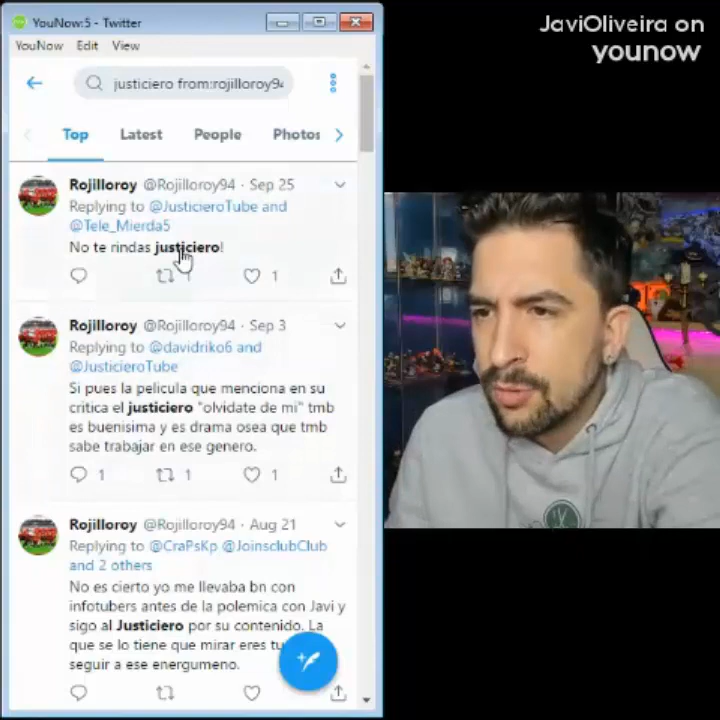 YouNow:5 - Twitter
YouNow Edit View
justiciero from:rojilloroy94
Top Latest People Photos
Rojilloroy @Rojilloroy94 · Sep 25
Replying to @JusticieroTube and
@Tele_Mierda5
No te rindas justiciero!
1 1
Rojilloroy @Rojilloroy94 · Sep 3
Replying to @davidriko6 and
@JusticieroTube
Si pues la pelicula que menciona en su
critica el justiciero "olvidate de mi" tmb
es buenisima y es drama osea que tmb
sabe trabajar en ese genero.
1 1 1
Rojilloroy @Rojilloroy94 · Aug 21
Replying to @CraPsKp @JoinsclubClub
and 2 others
No es cierto yo me llevaba bn con
infotubers antes de la polemica con Javi y
sigo al Justiciero por su contenido. La
que se lo tiene que mirar eres tu
seguir a ese energumeno.
JaviOliveira on
younow